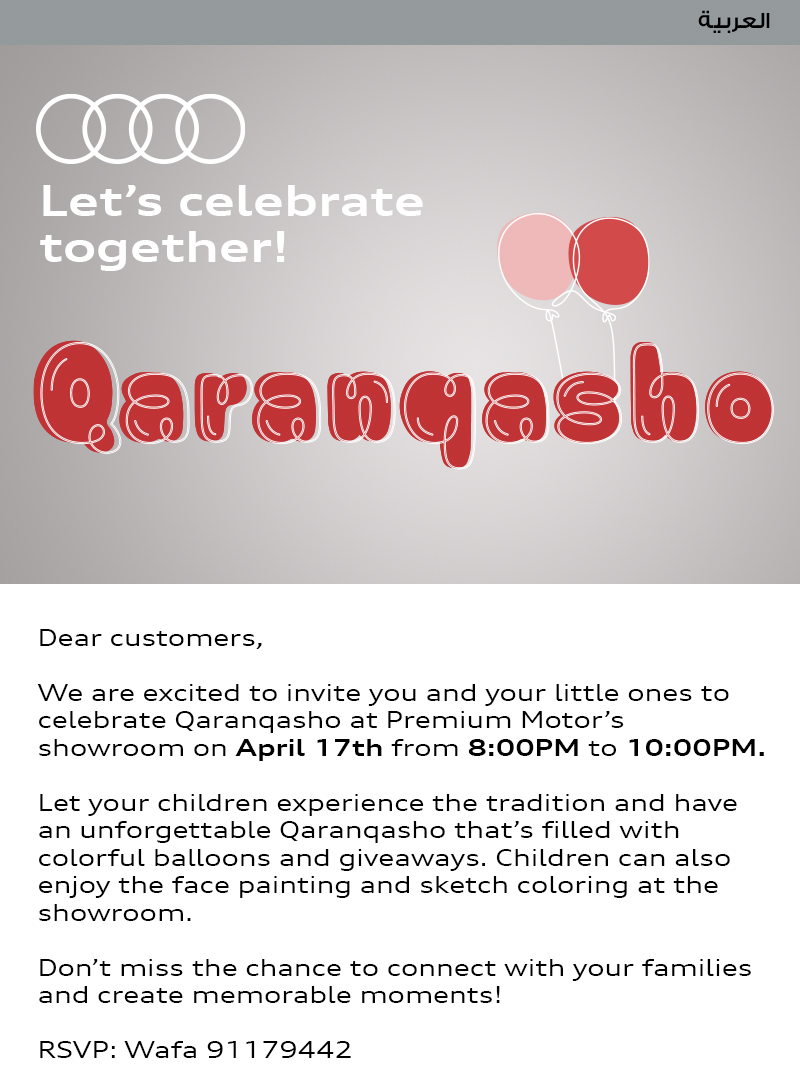 العربية
Let’s celebrate
together!
Qaranqasho
Dear customers,
We are excited to invite you and your little ones to
celebrate Qaranqasho at Premium Motor’s
showroom on April 17th from 8:00PM to 10:00PM.
Let your children experience the tradition and have
an unforgettable Qaranqasho that’s filled with
colorful balloons and giveaways. Children can also
enjoy the face painting and sketch coloring at the
showroom.
Don’t miss the chance to connect with your families
and create memorable moments!
RSVP: Wafa 91179442